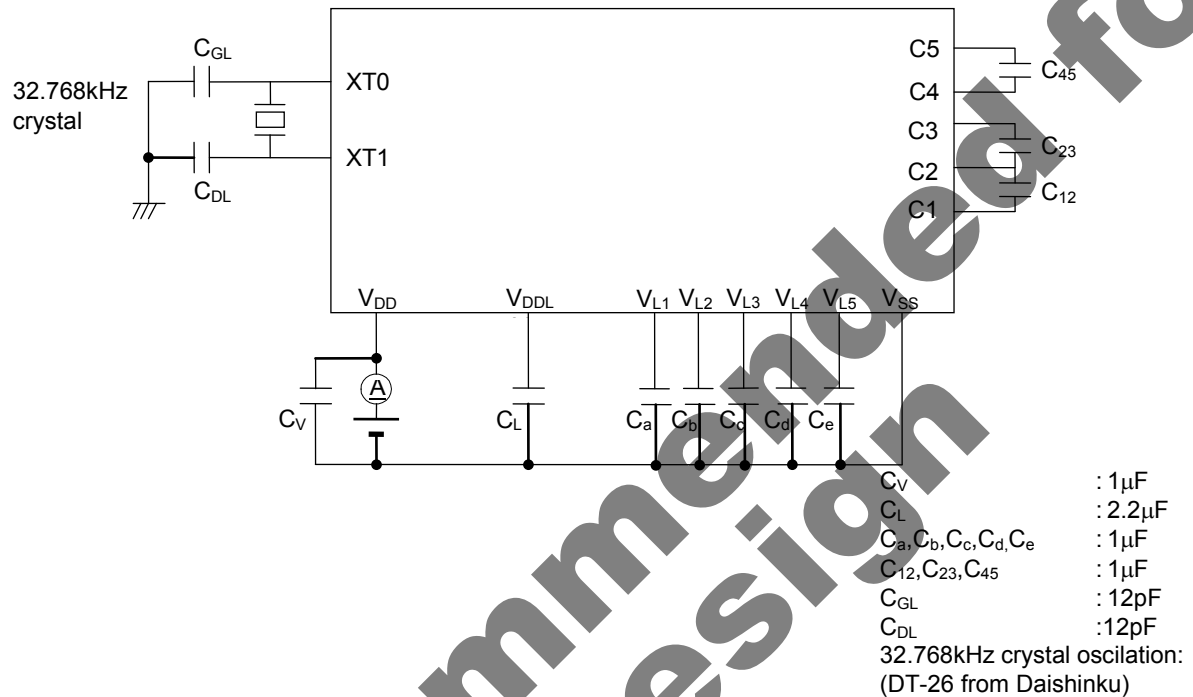 C5
C_GL
C_45
XT0
32.768kHz
C4
crystal
C3
C_23
XT1
C2
C_DL
C_12
C1
V_DD
V_DDL
V_L1
V_L2
V_L3
V_L4
V_L5
V_SS
A
C_V
C_L
C_a
C_b
C_c
C_d
C_e
C_V : 1μF
C_L : 2.2μF
C_a,C_b,C_c,C_d,C_e : 1μF
C_12,C_23,C_45 : 1μF
C_GL : 12pF
C_DL :12pF
32.768kHz crystal oscilation:
(DT-26 from Daishinku)